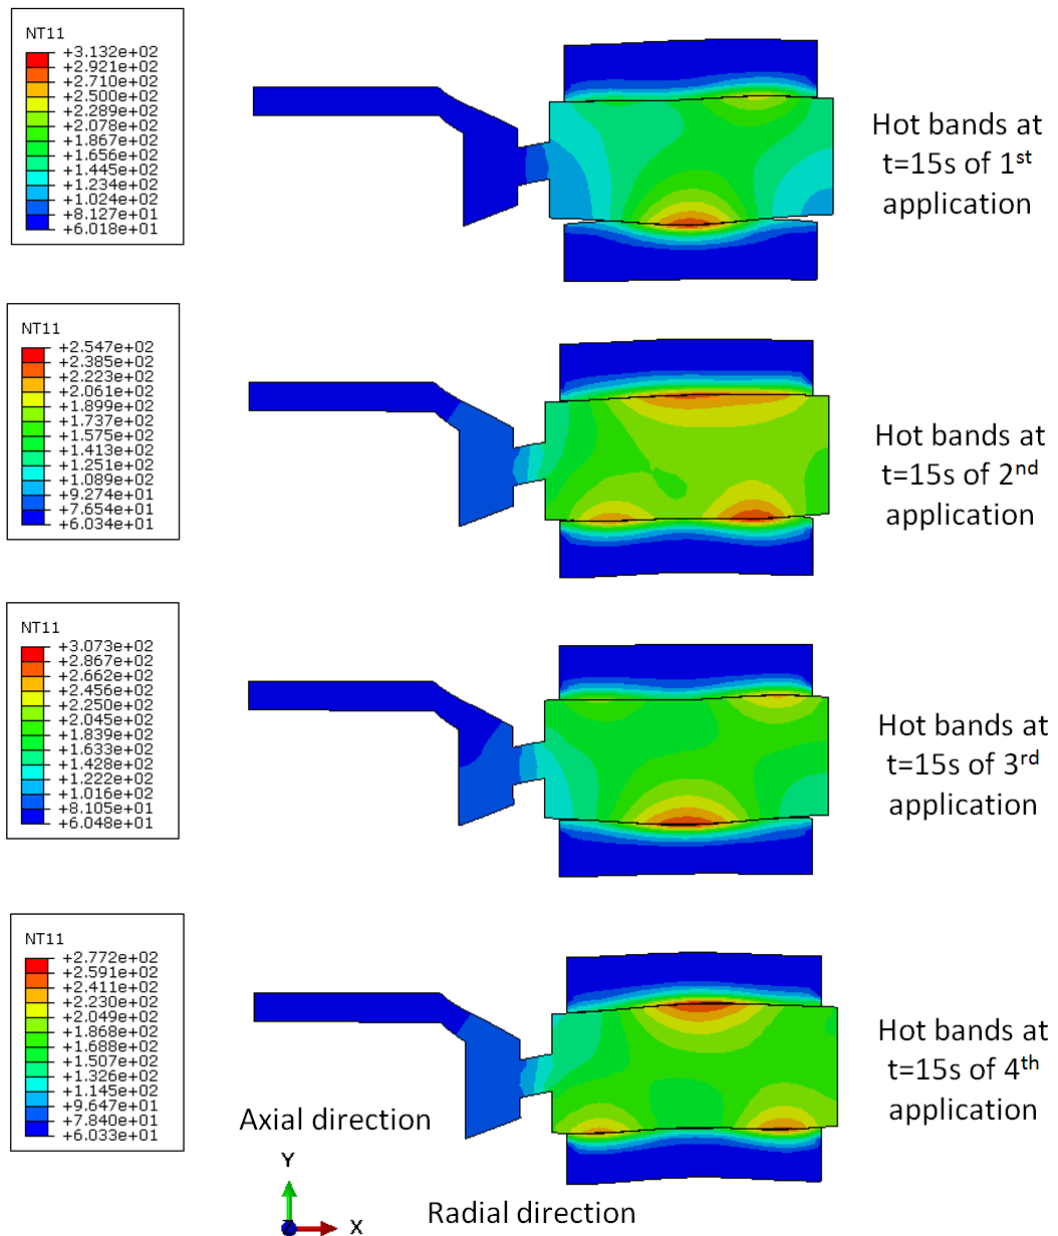 NT11
+3.132e+02
+2.921e+02
+2.710e+02
+2.500e+02
+2.289e+02
+2.078e+02
+1.867e+02
+1.656e+02
+1.445e+02
+1.234e+02
+1.024e+02
+8.127e+01
+6.018e+01
Hot bands at
t=15s of 1st
application
NT11
+2.547e+02
+2.385e+02
+2.223e+02
+2.061e+02
+1.899e+02
+1.737e+02
+1.575e+02
+1.413e+02
+1.251e+02
+1.089e+02
+9.274e+01
+7.654e+01
+6.034e+01
Hot bands at
t=15s of 2nd
application
NT11
+3.073e+02
+2.867e+02
+2.662e+02
+2.456e+02
+2.250e+02
+2.045e+02
+1.839e+02
+1.633e+02
+1.428e+02
+1.222e+02
+1.016e+02
+8.105e+01
+6.048e+01
Hot bands at
t=15s of 3rd
application
NT11
+2.772e+02
+2.591e+02
+2.411e+02
+2.230e+02
+2.049e+02
+1.868e+02
+1.688e+02
+1.507e+02
+1.326e+02
+1.145e+02
+9.647e+01
+7.840e+01
+6.033e+01
Hot bands at
t=15s of 4th
application
Axial direction
Y
Z
X
Radial direction